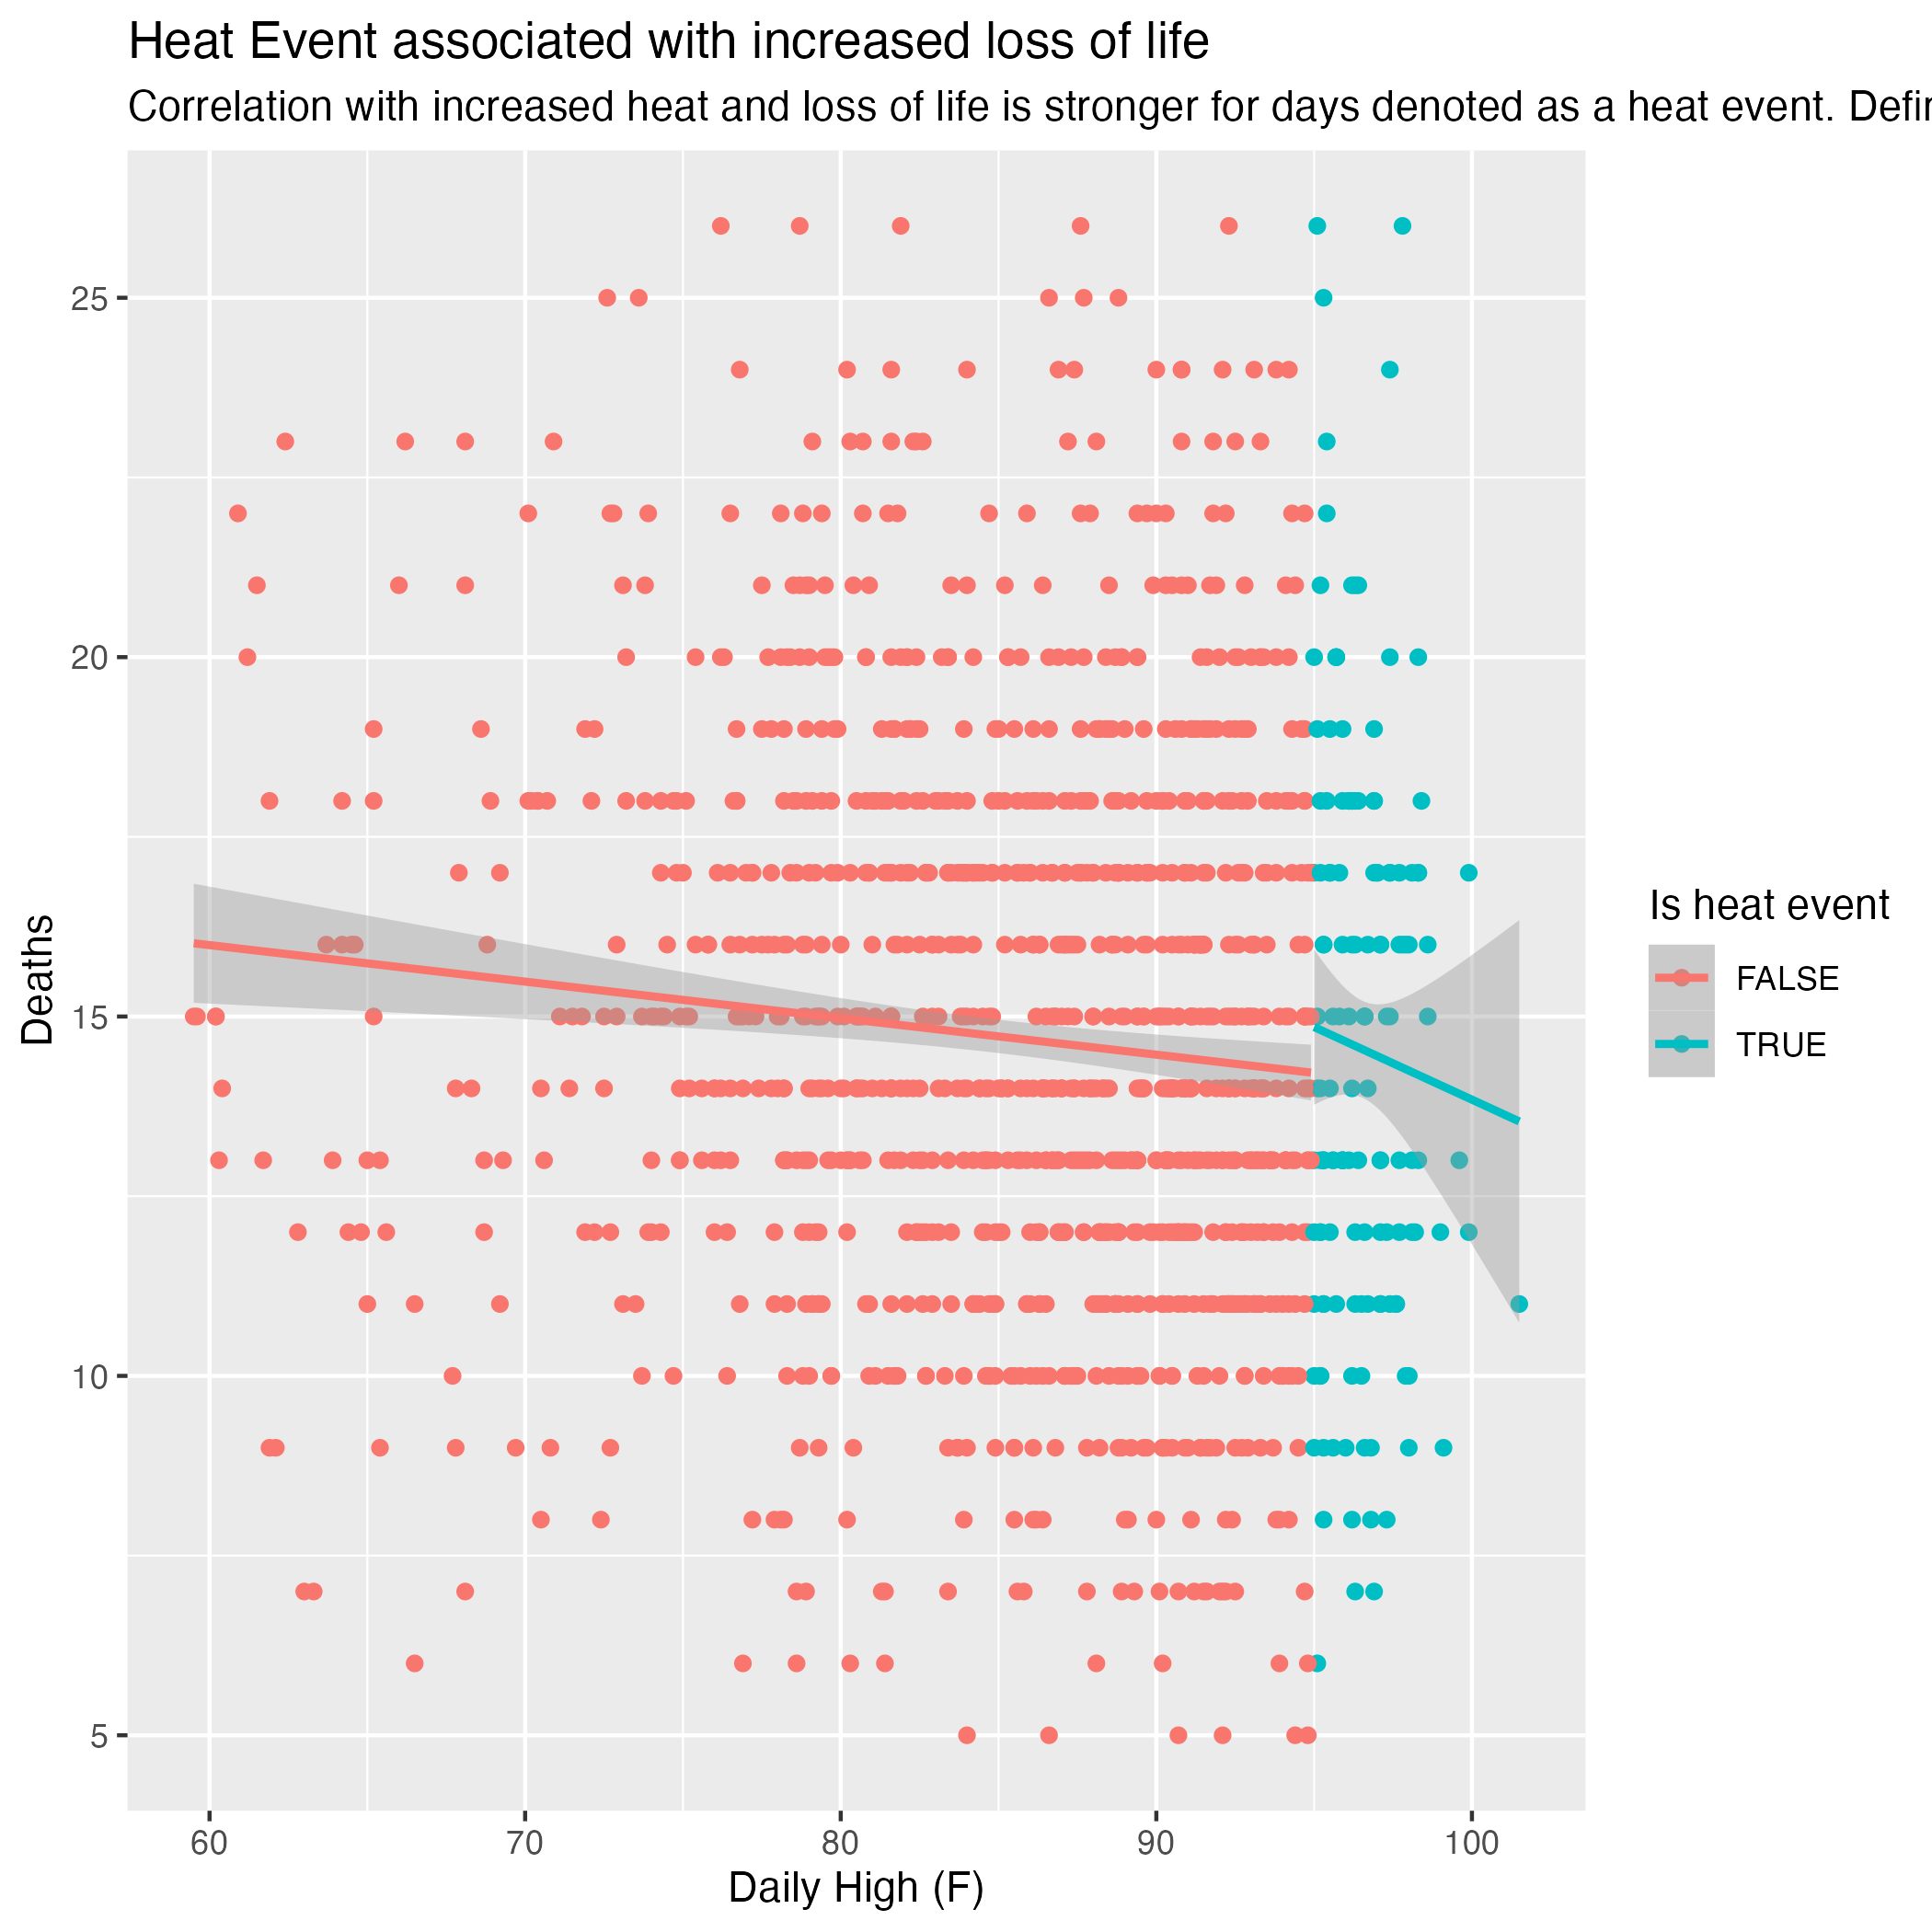 Heat Event associated with increased loss of life
Correlation with increased heat and loss of life is stronger for days denoted as a heat event.
25
20
15
10
5
Deaths
60 70 80 90 100
Daily High (F)
Is heat event
FALSE
TRUE